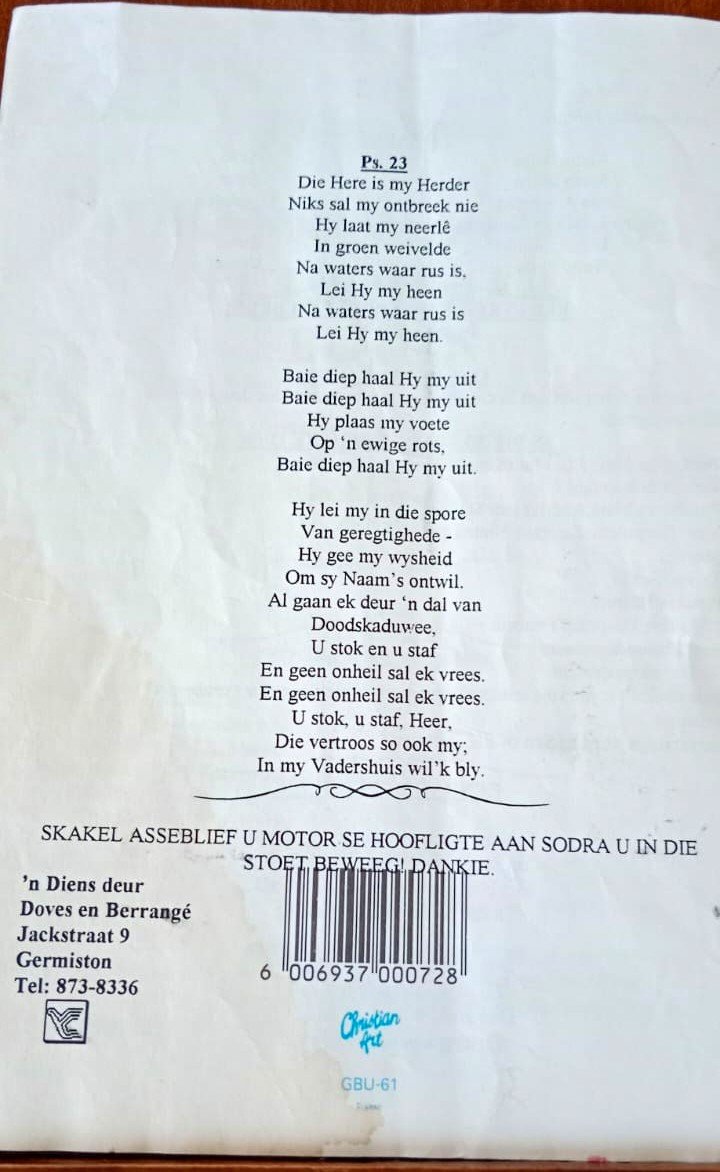 Ps. 23
Die Here is my Herder
Niks sal my ontbreek nie
Hy laat my neerlê
In groen weivelde
Na waters waar rus is,
Lei Hy my heen
Na waters waar rus is
Lei Hy my heen.
Baie diep haal Hy my uit
Baie diep haal Hy my uit
Hy plaas my voete
Op ‘n ewige rots,
Baie diep haal Hy my uit.
Hy lei my in die spore
Van geregtighede -
Hy gee my wysheid
Om sy Naam’s ontwil.
Al gaan ek deur ‘n dal van
Doodskaduwee,
U stok en u staf
En geen onheil sal ek vrees.
En geen onheil sal ek vrees.
U stok, u staf, Heer,
Die vertroos so ook my;
In my Vadershuis wil’k bly.
SKAKEL ASSEBLIEF U MOTOR SE HOOFLIGTE AAN SODRA U IN DIE
STOET BEWEEG! DANKIE.
’n Diens deur
Doves en Berrangé
Jackstraat 9
Germiston
Tel: 873-8336
6 006937 000728
Christian
Art
GBU-61